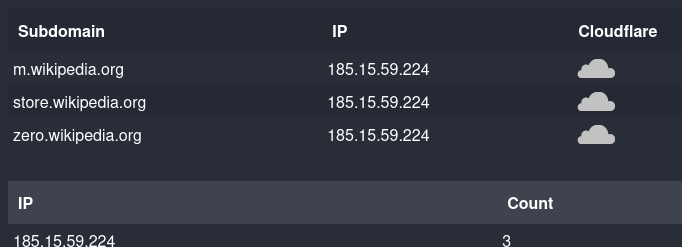 Subdomain IP Cloudflare
m.wikipedia.org 185.15.59.224
store.wikipedia.org 185.15.59.224
zero.wikipedia.org 185.15.59.224
IP Count
185.15.59.224 3